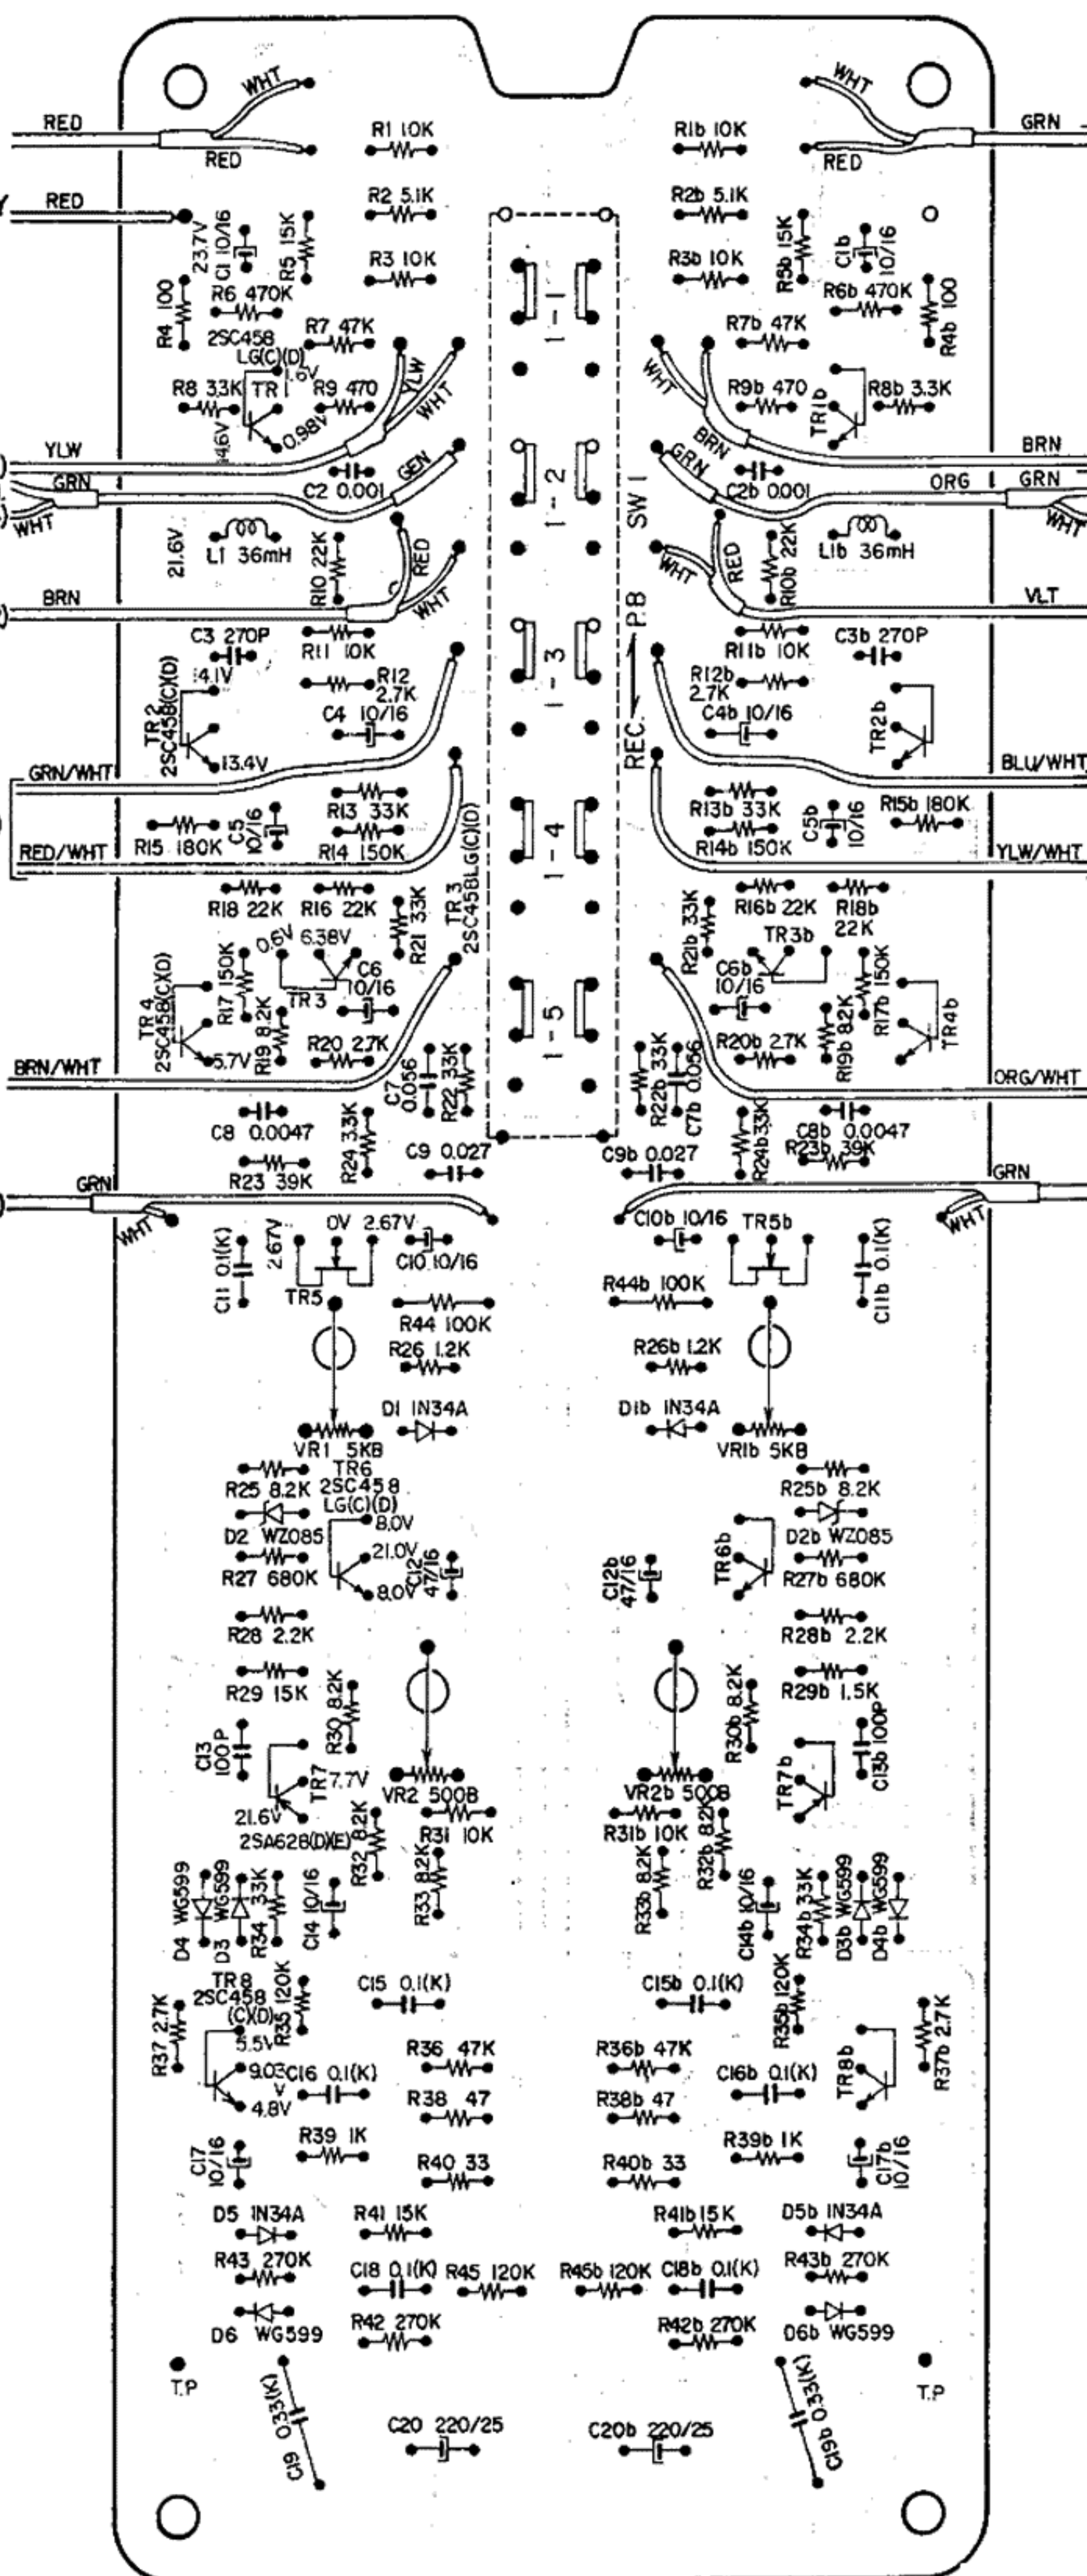 WHT
WHT
RED
GRN
RED
RED
R1 10K
R1b 10K
Y
RED
R2 5.1K
R2b 5.1K
23.7V
C1 10/16
R5 15K
R5b 15K
C1b
10/16
R3 10K
R3b 10K
R4 100
R6 470K
R6b 470K
R4b 100
1-1
2SC458
LG(C)(D)
R7 47K
R7b 47K
1.6V
YLW
WHT
WHT
R8 33K
TR1
R9 470
R9b 470
TR1b
R8b 3.3K
0.98V
14.6V
BRN
YLW
BRN
GRN
GEN
C2 0.001
1-2
SW1
GRN
C2b 0.001
ORG
GRN
WHT
WHT
21.6V
L1 36mH
R10 22K
RED
WHT
WHT
RED
R10b 22K
L1b 36mH
BRN
VLT
C3 270P
R11 10K
P.B
R11b 10K
C3b 270P
14.1V
R12
2.7K
1-3
R12b
2.7K
TR2
2SC458(C)(D)
C4 10/16
REC.
C4b 10/16
TR2b
13.4V
GRN/WHT
BLU/WHT
R13 33K
R13b 33K
R15b 180K
R15 180K
C5
10/16
R14 150K
1-4
R14b 150K
C5b
10/16
RED/WHT
YLW/WHT
TR3
2SC458LG(C)(D)
R18 22K
R16 22K
R21 33K
R21b 33K
R16b 22K
R18b
22K
0.6V
6.38V
TR3b
R17 150K
TR3
C6
10/16
C6b
10/16
R17b 150K
TR4
2SC458(C)(D)
TR4b
5.7V
R19 8.2K
R20 2.7K
1-5
R20b 2.7K
R19b 8.2K
BRN/WHT
ORG/WHT
C7
0.056
R22 33K
R22b 33K
C7b 0.056
C8 0.0047
C8b 0.0047
R24 3.3K
R24b 3.3K
R23 39K
C9 0.027
C9b 0.027
R23b 39K
GRN
GRN
WHT
WHT
C11 0.1(K)
2.67V
0V
2.67V
C10 10/16
C10b 10/16
TR5b
C11b 0.1(K)
TR5
R44 100K
R44b 100K
R26 1.2K
R26b 1.2K
D1 1N34A
D1b 1N34A
VR1 5KB
VR1b 5KB
R25 8.2K
TR6
2SC458
LG(C)(D)
R25b 8.2K
8.0V
D2 WZ085
D2b WZ085
21.0V
TR6b
R27 680K
8.0V
C12
47/16
C12b
47/16
R27b 680K
R28 2.2K
R28b 2.2K
R29 15K
R30 8.2K
R30b 8.2K
R29b 1.5K
C13
100P
TR7
7.7V
TR7b
C13b 100P
VR2 500B
VR2b 500B
21.6V
2SA628(D)(E)
R32 8.2K
R31 10K
R31b 10K
R32b 8.2K
D4 WG599
D3 WG599
R34 33K
C14 10/16
R33 8.2K
R33b 8.2K
C14b 10/16
R34b 33K
D3b WG599
D4b WG599
TR8
2SC458
(C)(D)
R35 120K
C15 0.1(K)
C15b 0.1(K)
R35b 120K
R37 2.7K
R37b 2.7K
5.5V
R36 47K
R36b 47K
TR8b
9.03
V
C16 0.1(K)
C16b 0.1(K)
4.8V
R38 47
R38b 47
R39 1K
R39b 1K
C17
10/16
R40 33
R40b 33
C17b
10/16
D5 1N34A
R41 15K
R41b 15K
D5b 1N34A
R43 270K
C18 0.1(K)
R45 120K
R45b 120K
C18b 0.1(K)
R43b 270K
D6 WG599
R42 270K
R42b 270K
D6b WG599
T.P
T.P
C19 0.33(K)
C20 220/25
C20b 220/25
C19b 0.33(K)